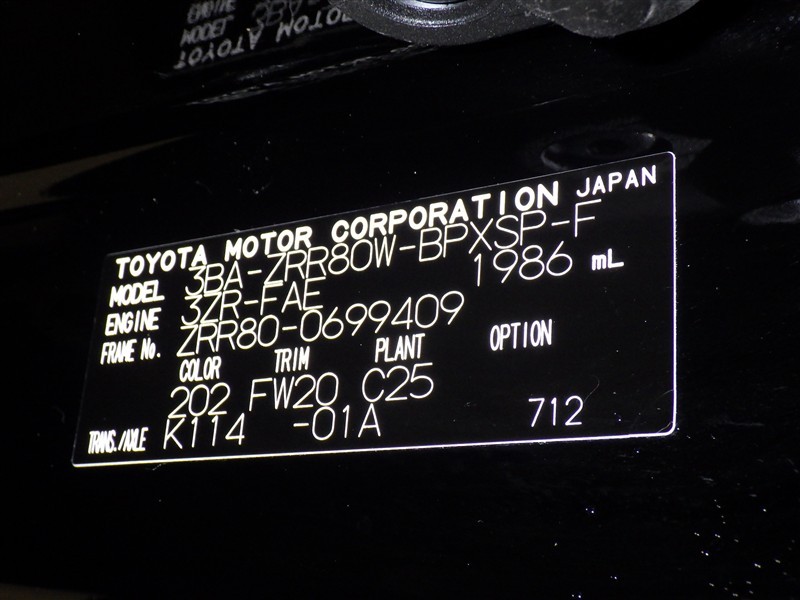 TOYOTA MOTOR CORPORATION JAPAN
MODEL 3BA-ZRR80W-BPXSP-F
ENGINE 3ZR-FAE 1986 mL
FRAME No. ZRR80-0699409
COLOR TRIM PLANT OPTION
202 FW20 C25
TRANS./AXLE K114 -01A 712